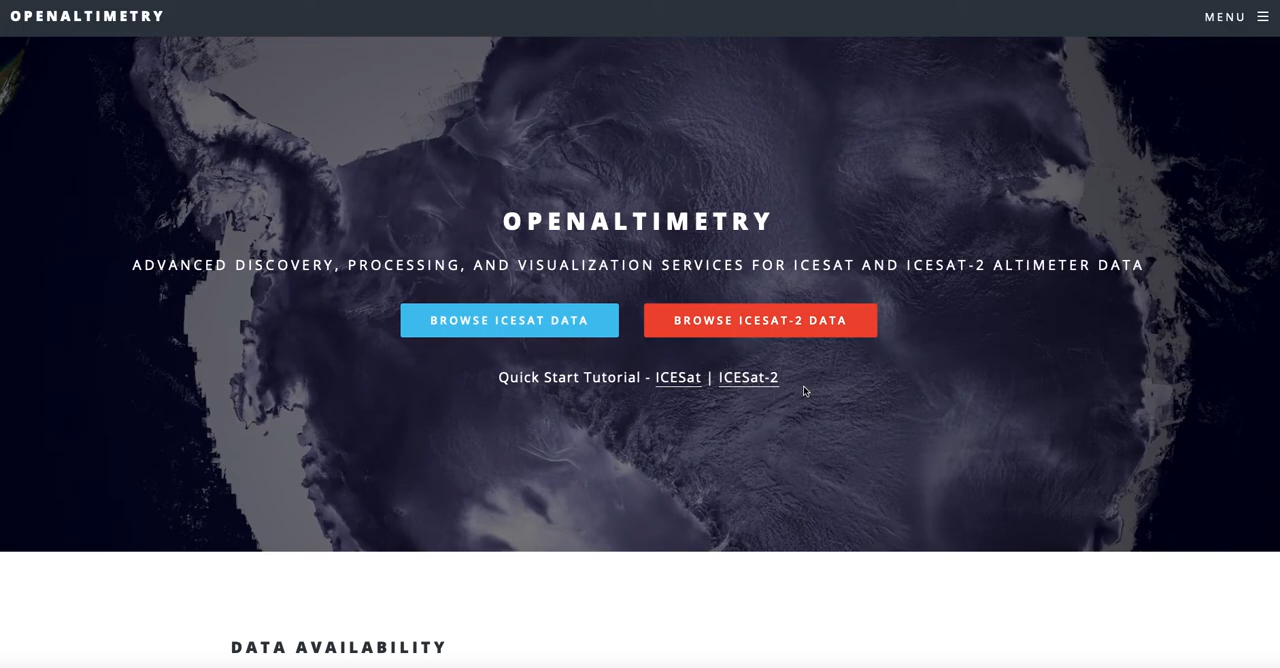 OPENALTIMETRY
MENU
OPENALTIMETRY
ADVANCED DISCOVERY, PROCESSING, AND VISUALIZATION SERVICES FOR ICESAT AND ICESAT-2 ALTIMETER DATA
BROWSE ICESAT DATA
BROWSE ICESAT-2 DATA
Quick Start Tutorial - ICESat | ICESat-2
DATA AVAILABILITY